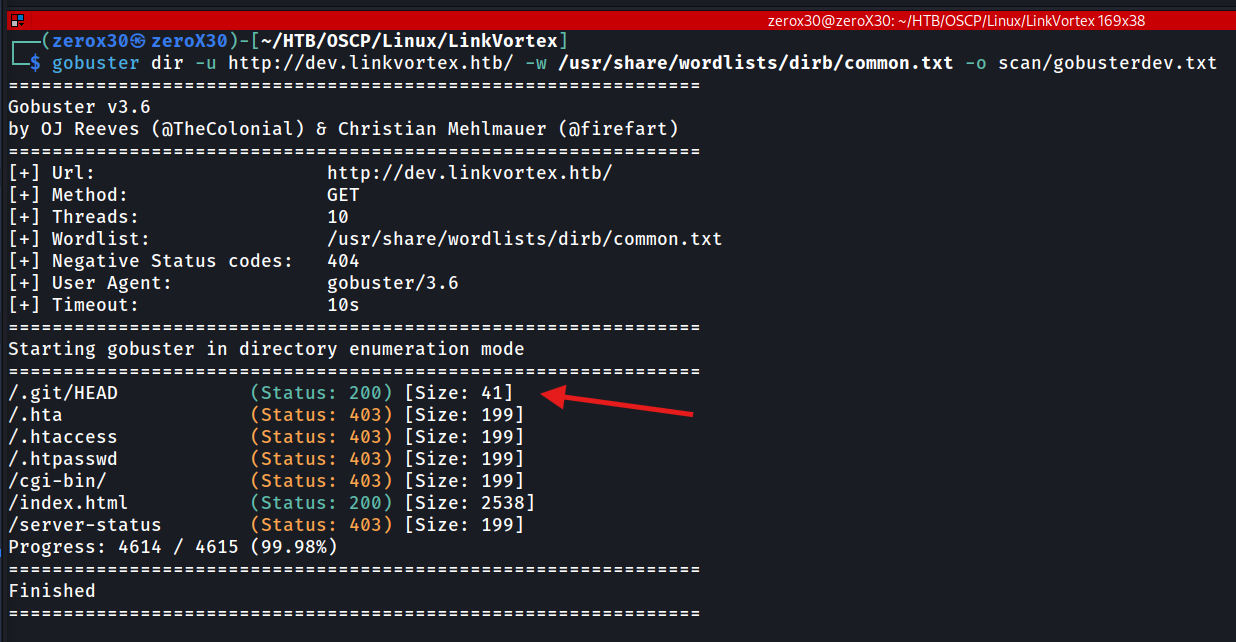 zerox30@zeroX30: ~/HTB/OSCP/Linux/LinkVortex 169x38
┌──(zerox30㉿zeroX30)-[~/HTB/OSCP/Linux/LinkVortex]
└─$ gobuster dir -u http://dev.linkvortex.htb/ -w /usr/share/wordlists/dirb/common.txt -o scan/gobusterdev.txt
===============================================================
Gobuster v3.6
by OJ Reeves (@TheColonial) & Christian Mehlmauer (@firefart)
===============================================================
[+] Url:                     http://dev.linkvortex.htb/
[+] Method:                  GET
[+] Threads:                 10
[+] Wordlist:                /usr/share/wordlists/dirb/common.txt
[+] Negative Status codes:   404
[+] User Agent:              gobuster/3.6
[+] Timeout:                 10s
===============================================================
Starting gobuster in directory enumeration mode
===============================================================
/.git/HEAD            (Status: 200) [Size: 41]
/.hta                 (Status: 403) [Size: 199]
/.htaccess            (Status: 403) [Size: 199]
/.htpasswd            (Status: 403) [Size: 199]
/cgi-bin/             (Status: 403) [Size: 199]
/index.html           (Status: 200) [Size: 2538]
/server-status        (Status: 403) [Size: 199]
Progress: 4614 / 4615 (99.98%)
===============================================================
Finished
===============================================================